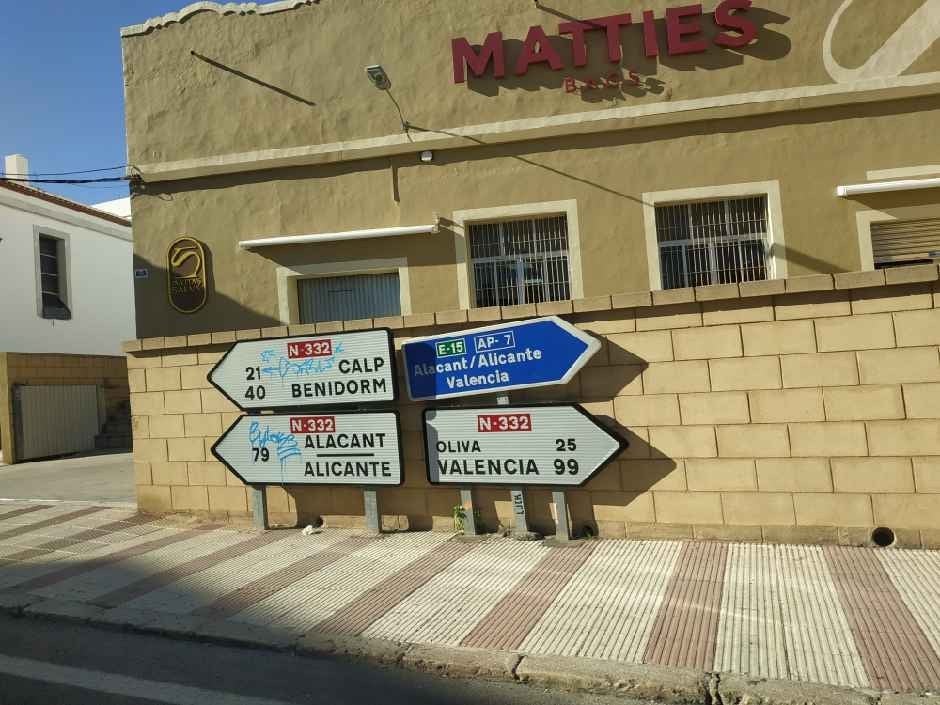 MATTIES
BAGS
N-332
21 CALP
40 BENIDORM
N-332
79 ALACANT
ALICANTE
E-15 AP-7
Alacant/Alicante
Valencia
N-332
OLIVA 25
VALENCIA 99